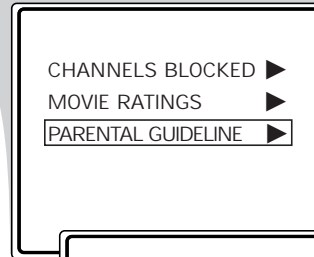 CHANNELS BLOCKED ▶
MOVIE RATINGS ▶
PARENTAL GUIDELINE ▶